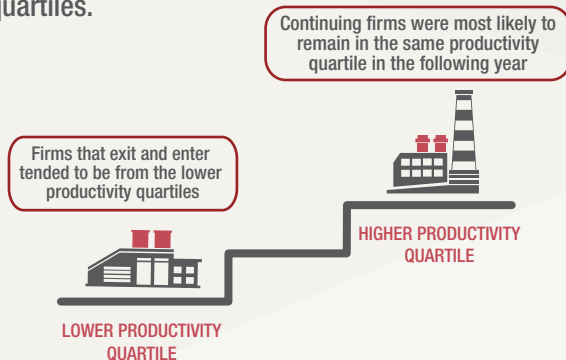 quartiles.
Continuing firms were most likely to
remain in the same productivity
quartile in the following year
Firms that exit and enter
tended to be from the lower
productivity quartiles
HIGHER PRODUCTIVITY
QUARTILE
LOWER PRODUCTIVITY
QUARTILE